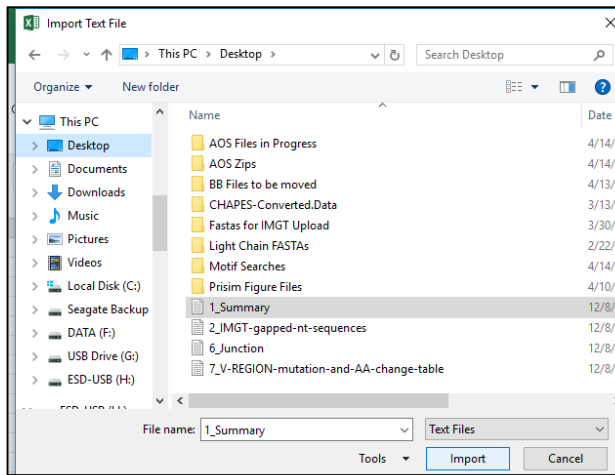 Import Text File
This PC > Desktop >
Search Desktop
Organize
New folder
Name
Date
This PC
Desktop
Documents
Downloads
Music
Pictures
Videos
Local Disk (C:)
Seagate Backup
DATA (F:)
USB Drive (G:)
ESD-USB (H:)
AOS Files in Progress 4/14/
AOS Zips 4/14/
BB Files to be moved 4/13/
CHAPES-Converted.Data 3/13/
Fastas for IMGT Upload 3/30/
Light Chain FASTAs 2/22/
Motif Searches 4/14/
Prisim Figure Files 4/10/
1_Summary 12/8/
2_IMGT-gapped-nt-sequences 12/8/
6_Junction 12/8/
7_V-REGION-mutation-and-AA-change-table 12/8/
File name: 1_Summary
Text Files
Tools
Import
Cancel